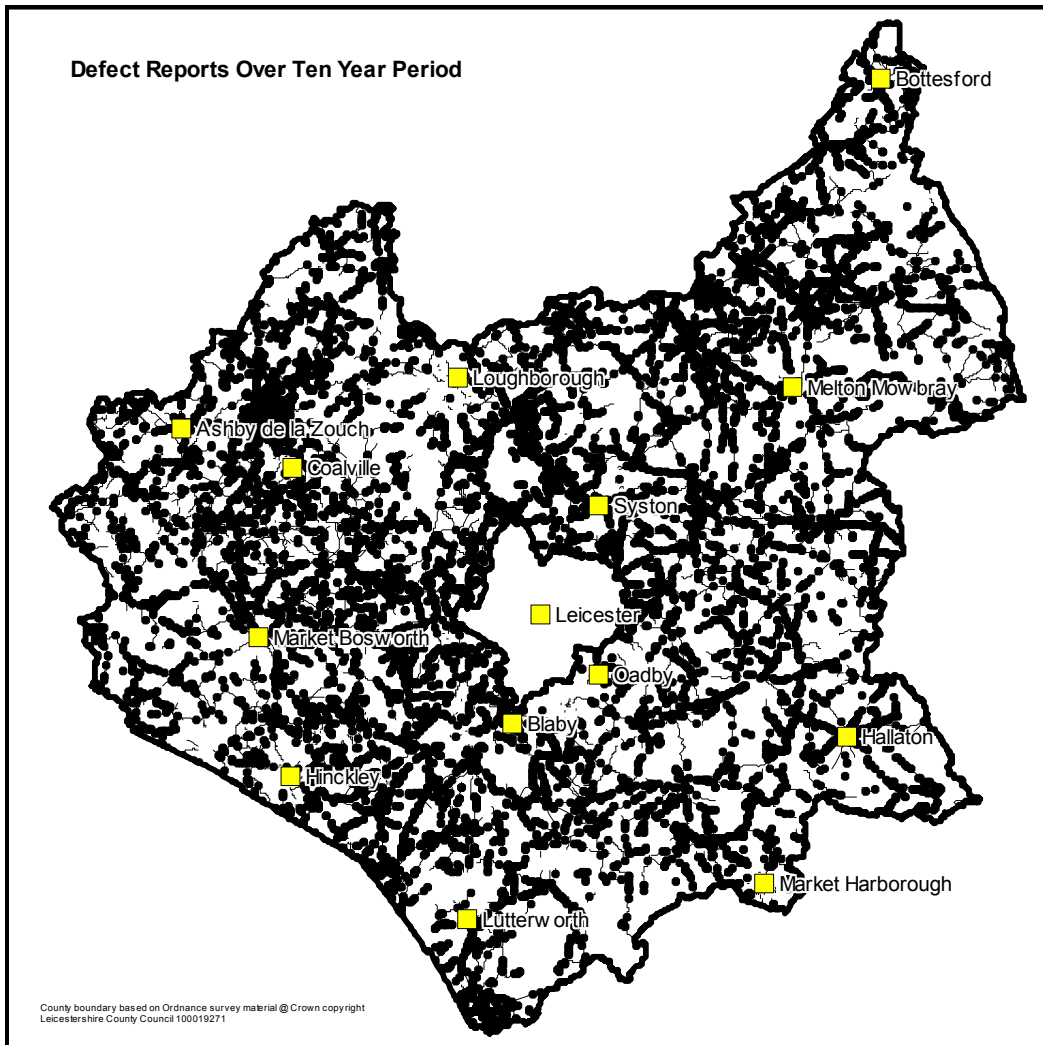 Defect Reports Over Ten Year Period
Bottesford
Loughborough
Melton Mowbray
Ashby de la Zouch
Coalville
Syston
Leicester
Market Bosworth
Oadby
Blaby
Hallaton
Hinckley
Market Harborough
Lutterworth
County boundary based on Ordnance survey material @ Crown copyright
Leicestershire County Council 100019271